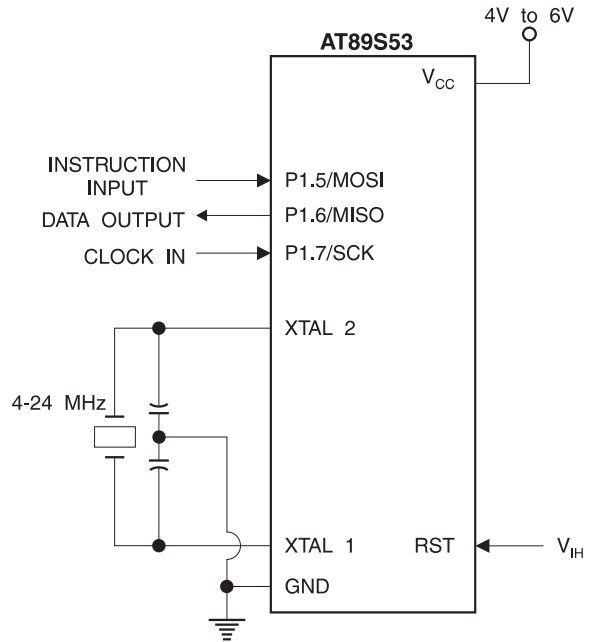 4V to 6V
AT89S53
VCC
INSTRUCTION
INPUT
P1.5/MOSI
DATA OUTPUT
P1.6/MISO
CLOCK IN
P1.7/SCK
XTAL 2
4-24 MHz
XTAL 1
RST
VIH
GND